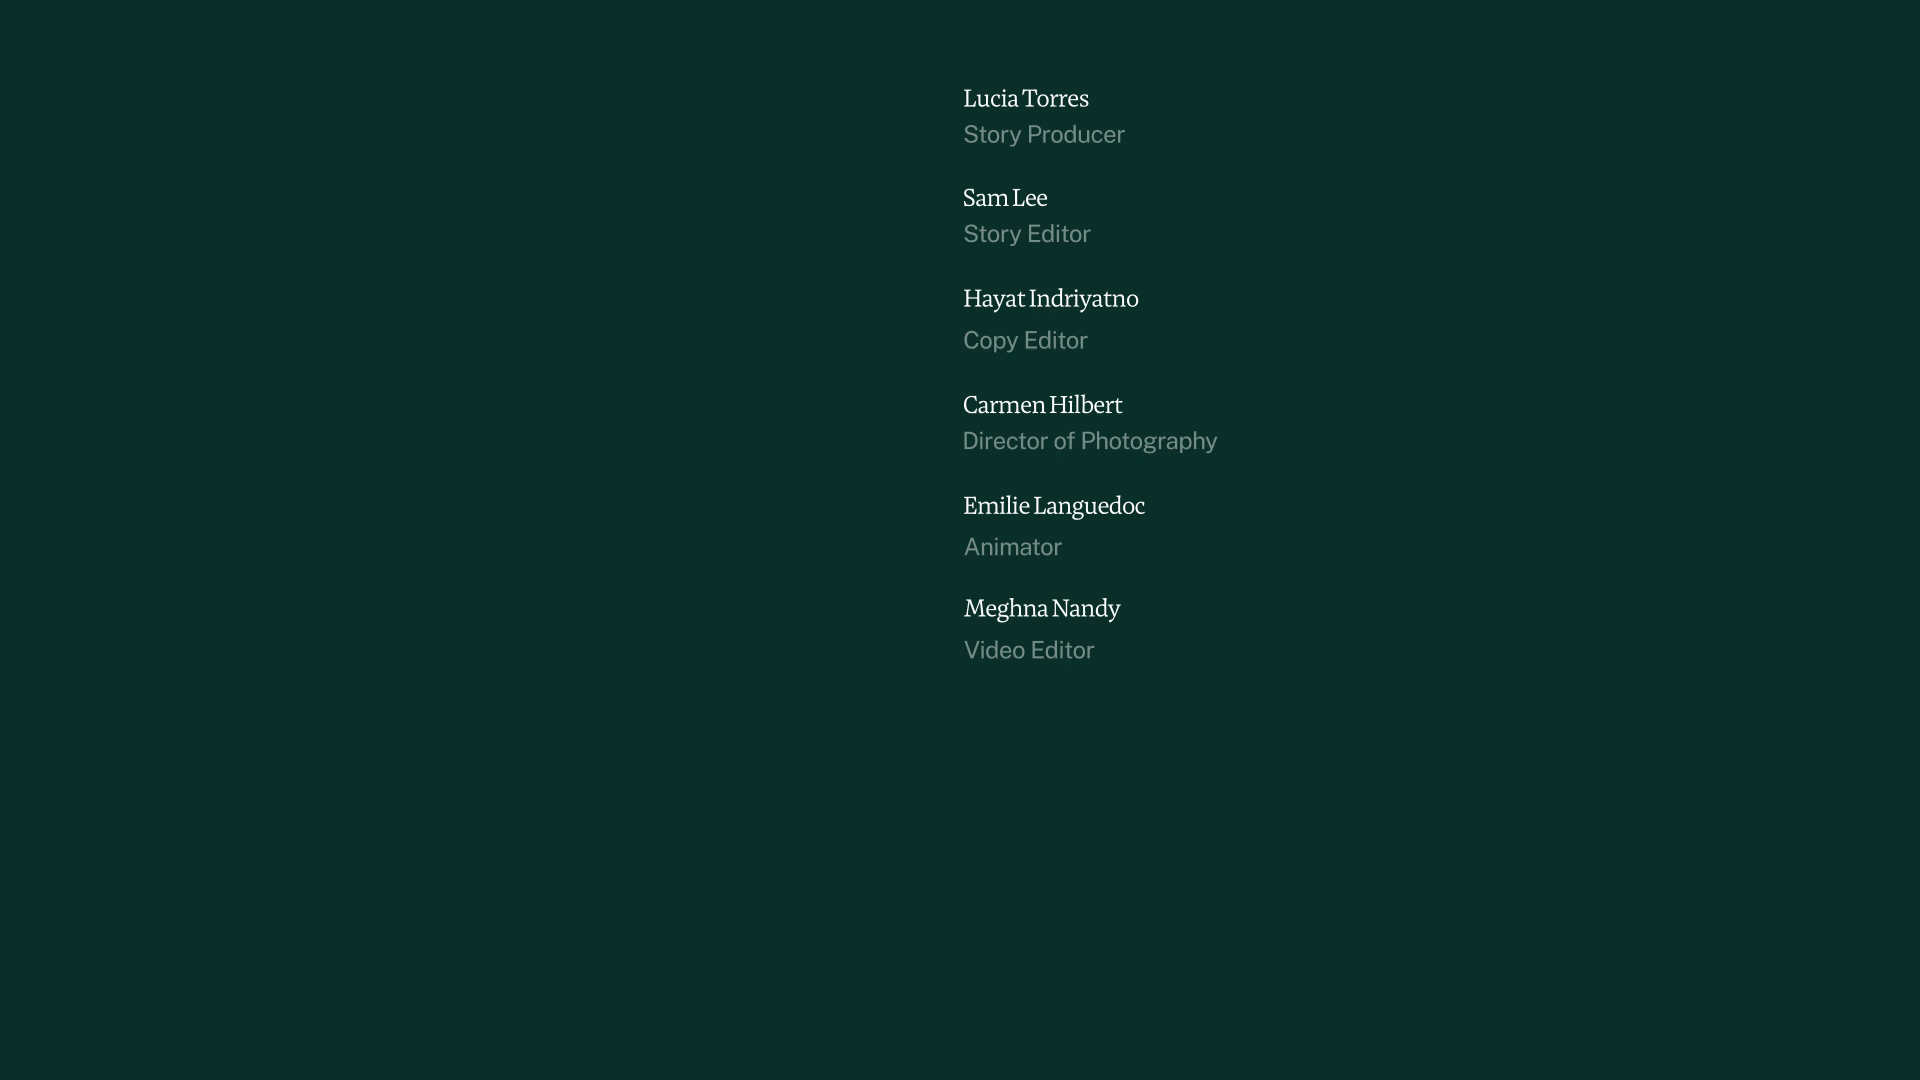 Lucia Torres
Story Producer
Sam Lee
Story Editor
Hayat Indriyatno
Copy Editor
Carmen Hilbert
Director of Photography
Emilie Languedoc
Animator
Meghna Nandy
Video Editor